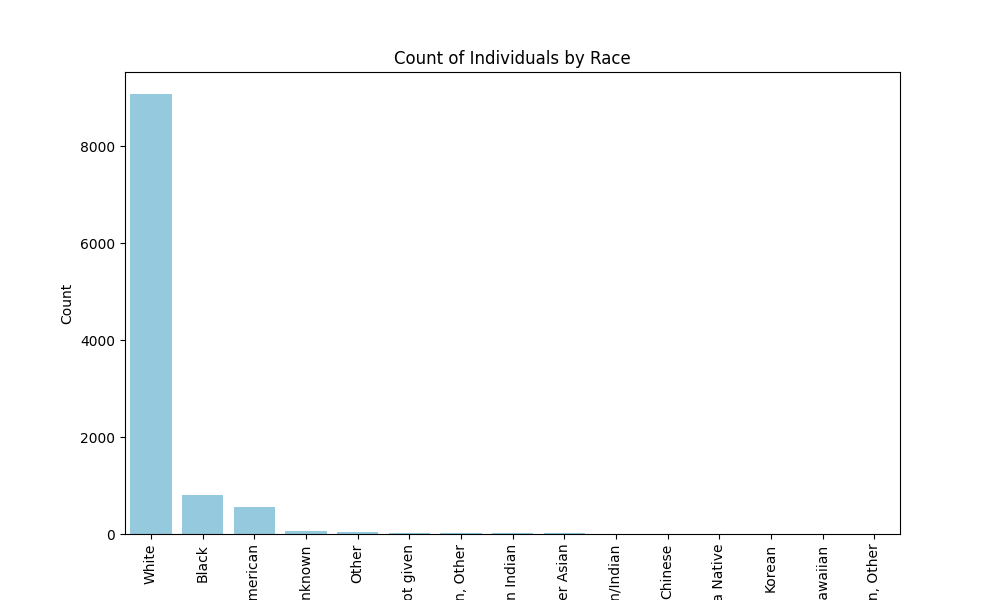 Count of Individuals by Race
Count
8000
6000
4000
2000
0
White
Black
merican
nknown
Other
ot given
n, Other
n Indian
er Asian
n/Indian
Chinese
a Native
Korean
awaiian
n, Other